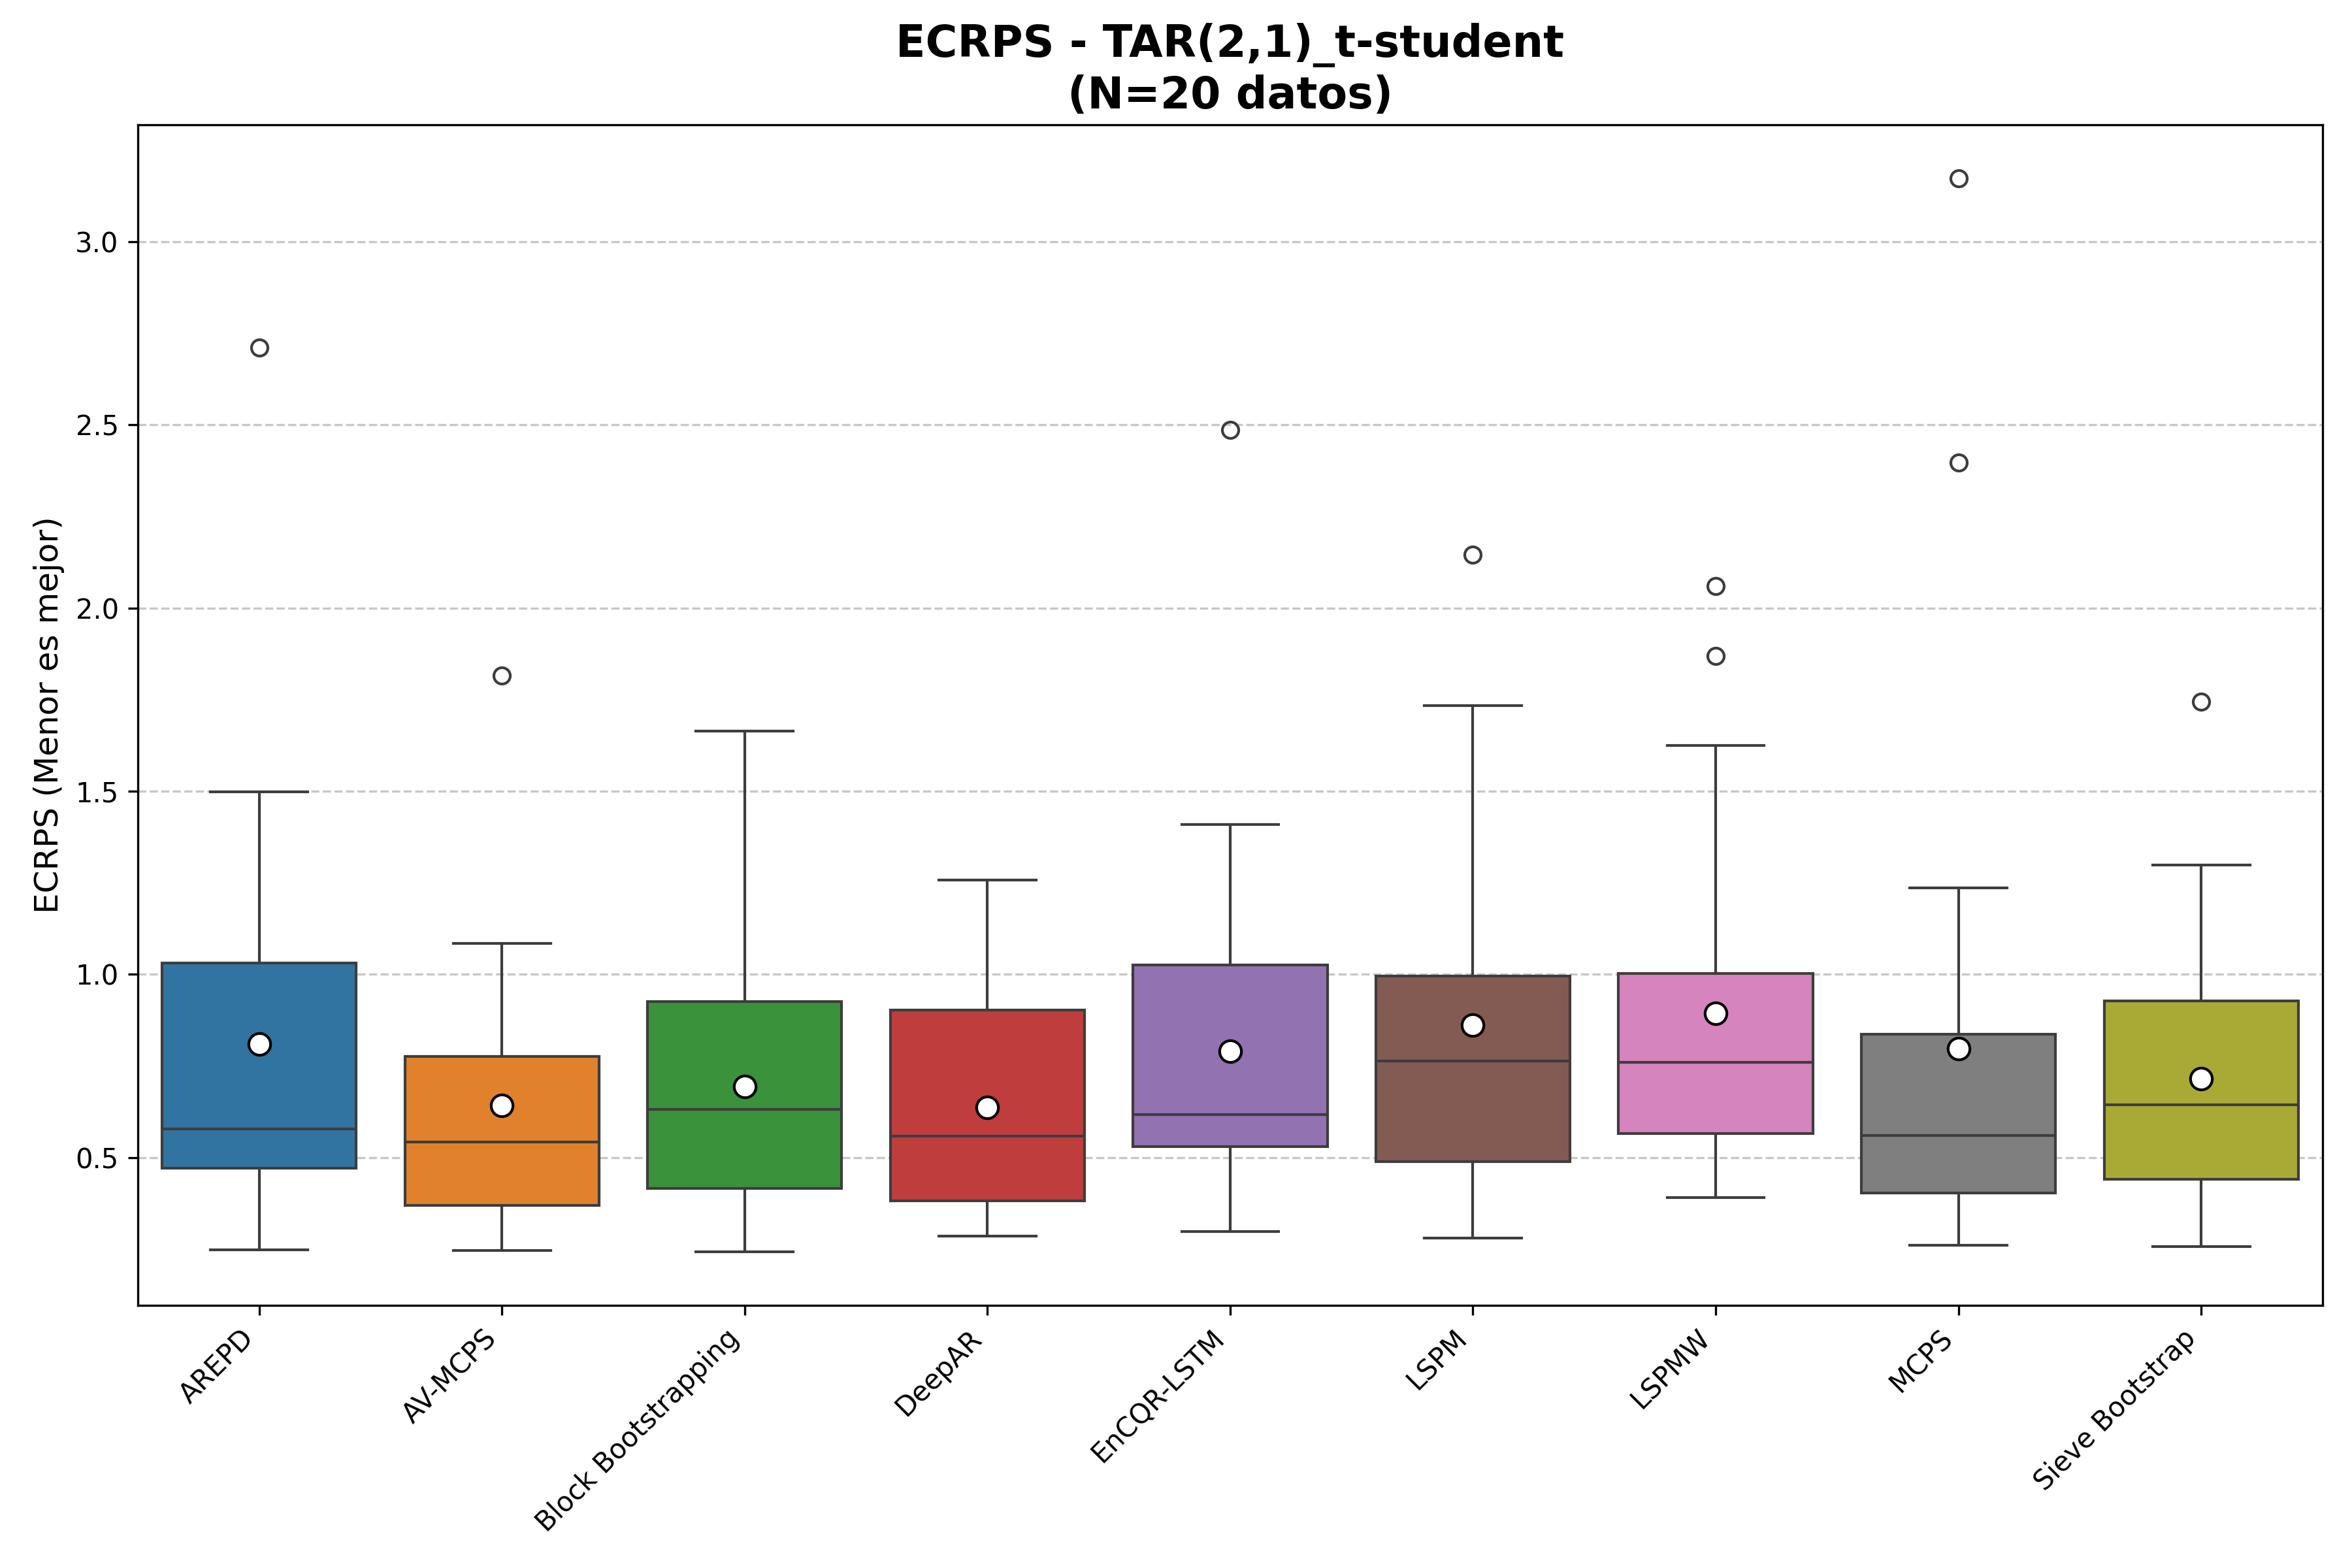 ECRPS - TAR(2,1)_t-student
(N=20 datos)
ECRPS (Menor es mejor)
3.0
2.5
2.0
1.5
1.0
0.5
AREPD
AV-MCPS
Block Bootstrapping
DeepAR
EnCQR-LSTM
LSPM
LSPMW
MCPS
Sieve Bootstrap